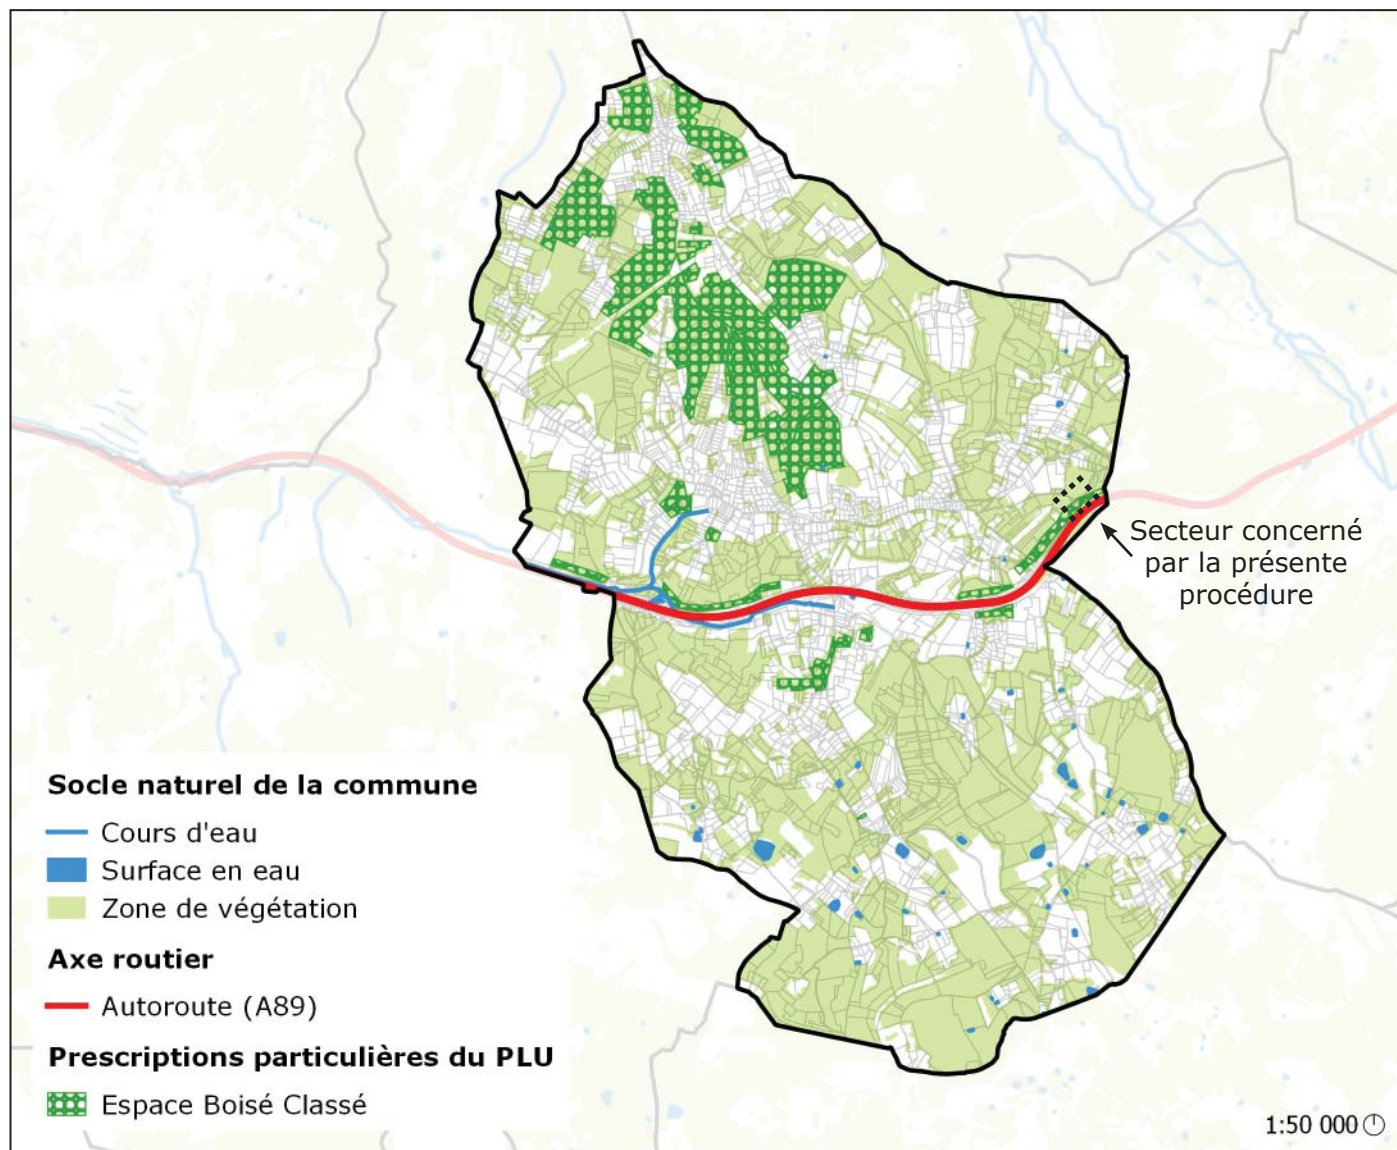 Secteur concerné
par la présente
procédure
Socle naturel de la commune
Cours d'eau
Surface en eau
Zone de végétation
Axe routier
Autoroute (A89)
Prescriptions particulières du PLU
Espace Boisé Classé
1:50 000